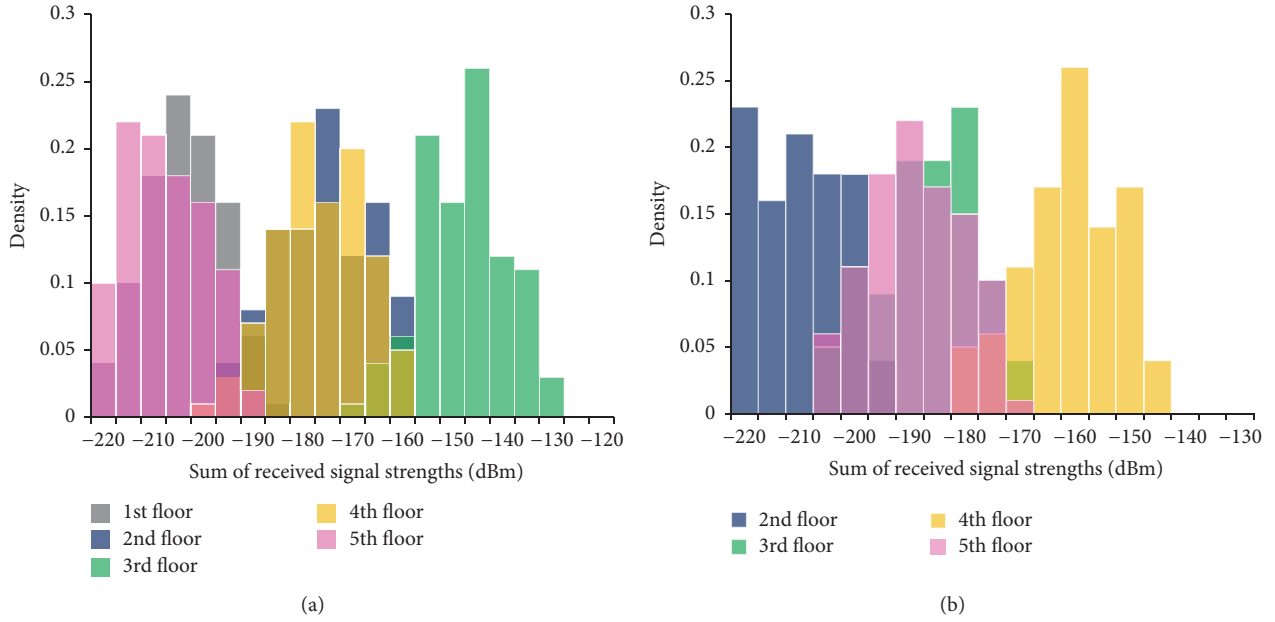 0.3
0.25
0.2
0.15
0.1
0.05
0
Density
−220 −210 −200 −190 −180 −170 −160 −150 −140 −130 −120
Sum of received signal strengths (dBm)
1st floor
2nd floor
3rd floor
4th floor
5th floor
(a)
0.3
0.25
0.2
0.15
0.1
0.05
0
Density
−220 −210 −200 −190 −180 −170 −160 −150 −140 −130
Sum of received signal strengths (dBm)
2nd floor
3rd floor
4th floor
5th floor
(b)